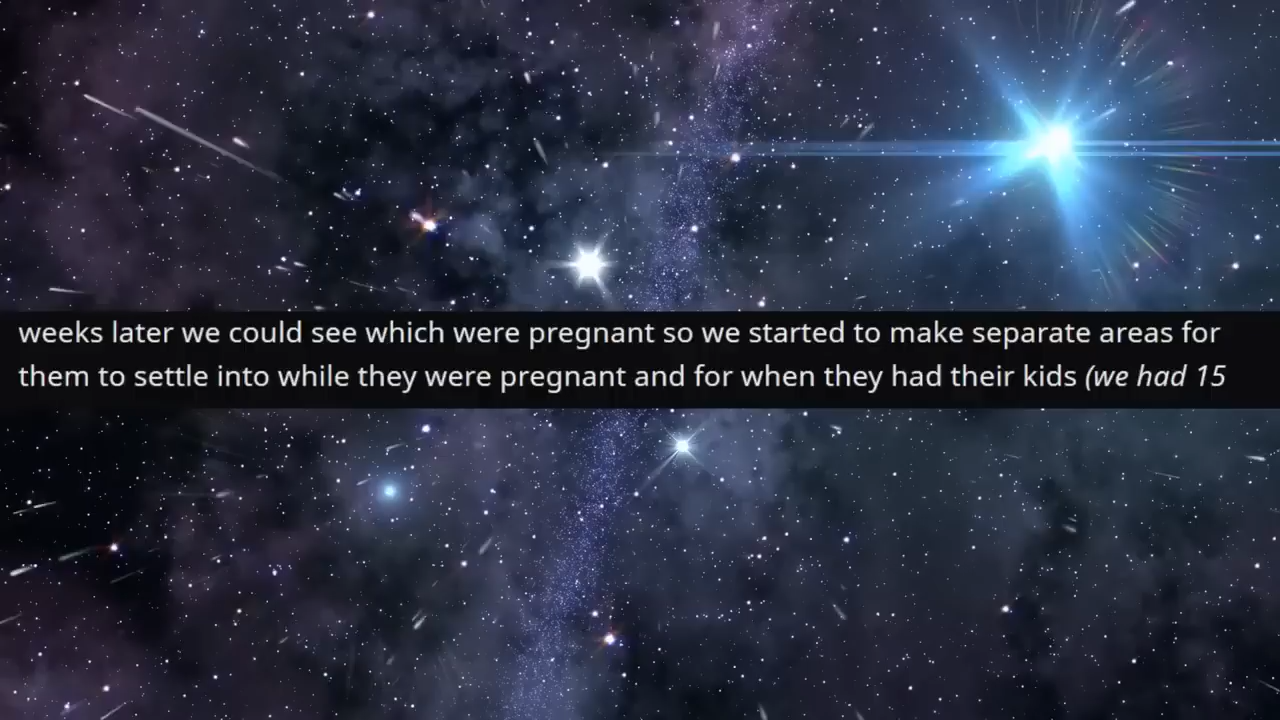 weeks later we could see which were pregnant so we started to make separate areas for
them to settle into while they were pregnant and for when they had their kids (we had 15